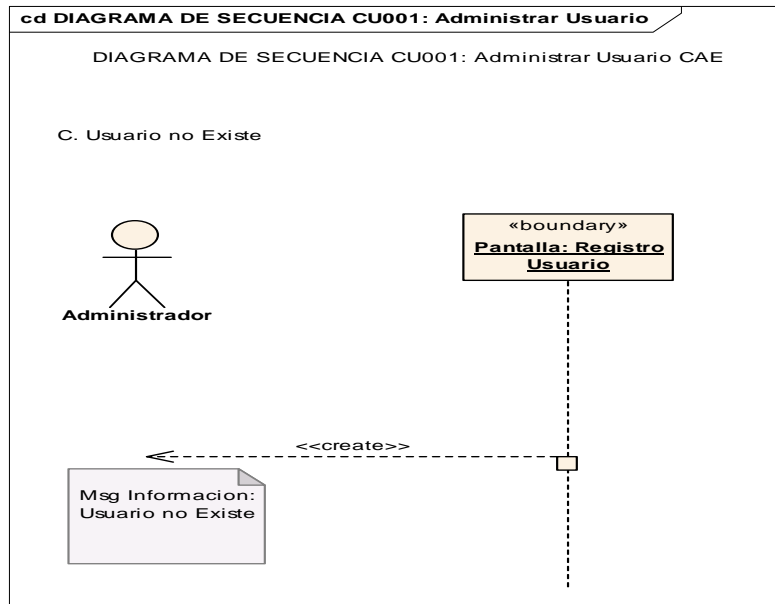 cd DIAGRAMA DE SECUENCIA CU001: Administrar Usuario
DIAGRAMA DE SECUENCIA CU001: Administrar Usuario CAE
C. Usuario no Existe
«boundary»
Pantalla: Registro
Usuario
Administrador
<<create>>
Msg Informacion:
Usuario no Existe